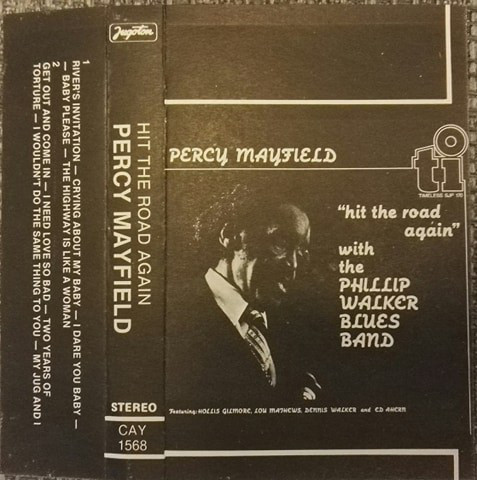 1
RIVER'S INVITATION — CRYING ABOUT MY BABY — I DARE YOU BABY —
— BABY PLEASE — THE HIGHWAY IS LIKE A WOMAN
2
GET OUT AND COME IN — I NEED LOVE SO BAD — TWO YEARS OF
TORTURE — I WOULDN'T DO THE SAME THING TO YOU — MY JUG AND I
Jugoton
HIT THE ROAD AGAIN
PERCY MAYFIELD
STEREO
CAY
1568
PERCY MAYFIELD
ti
TIMELESS SJP 170
"hit the road
again"
with
the
PHILLIP
WALKER
BLUES
BAND
Featuring: HOLLIS GILMORE, LOU MATHEWS, DENNIS WALKER and ED AHERN